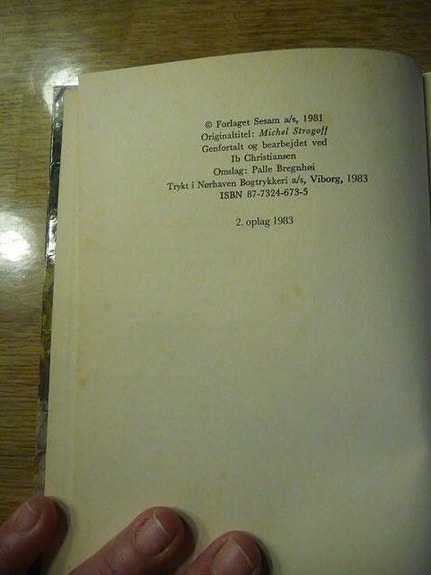 © Forlaget Sesam a/s, 1981
Originaltitel: Michel Strogoff
Genfortalt og bearbejdet ved
Ib Christiansen
Omslag: Palle Bregnhøi
Trykt i Nørhaven Bogtrykkeri a/s, Viborg, 1983
ISBN 87-7324-673-5
2. oplag 1983